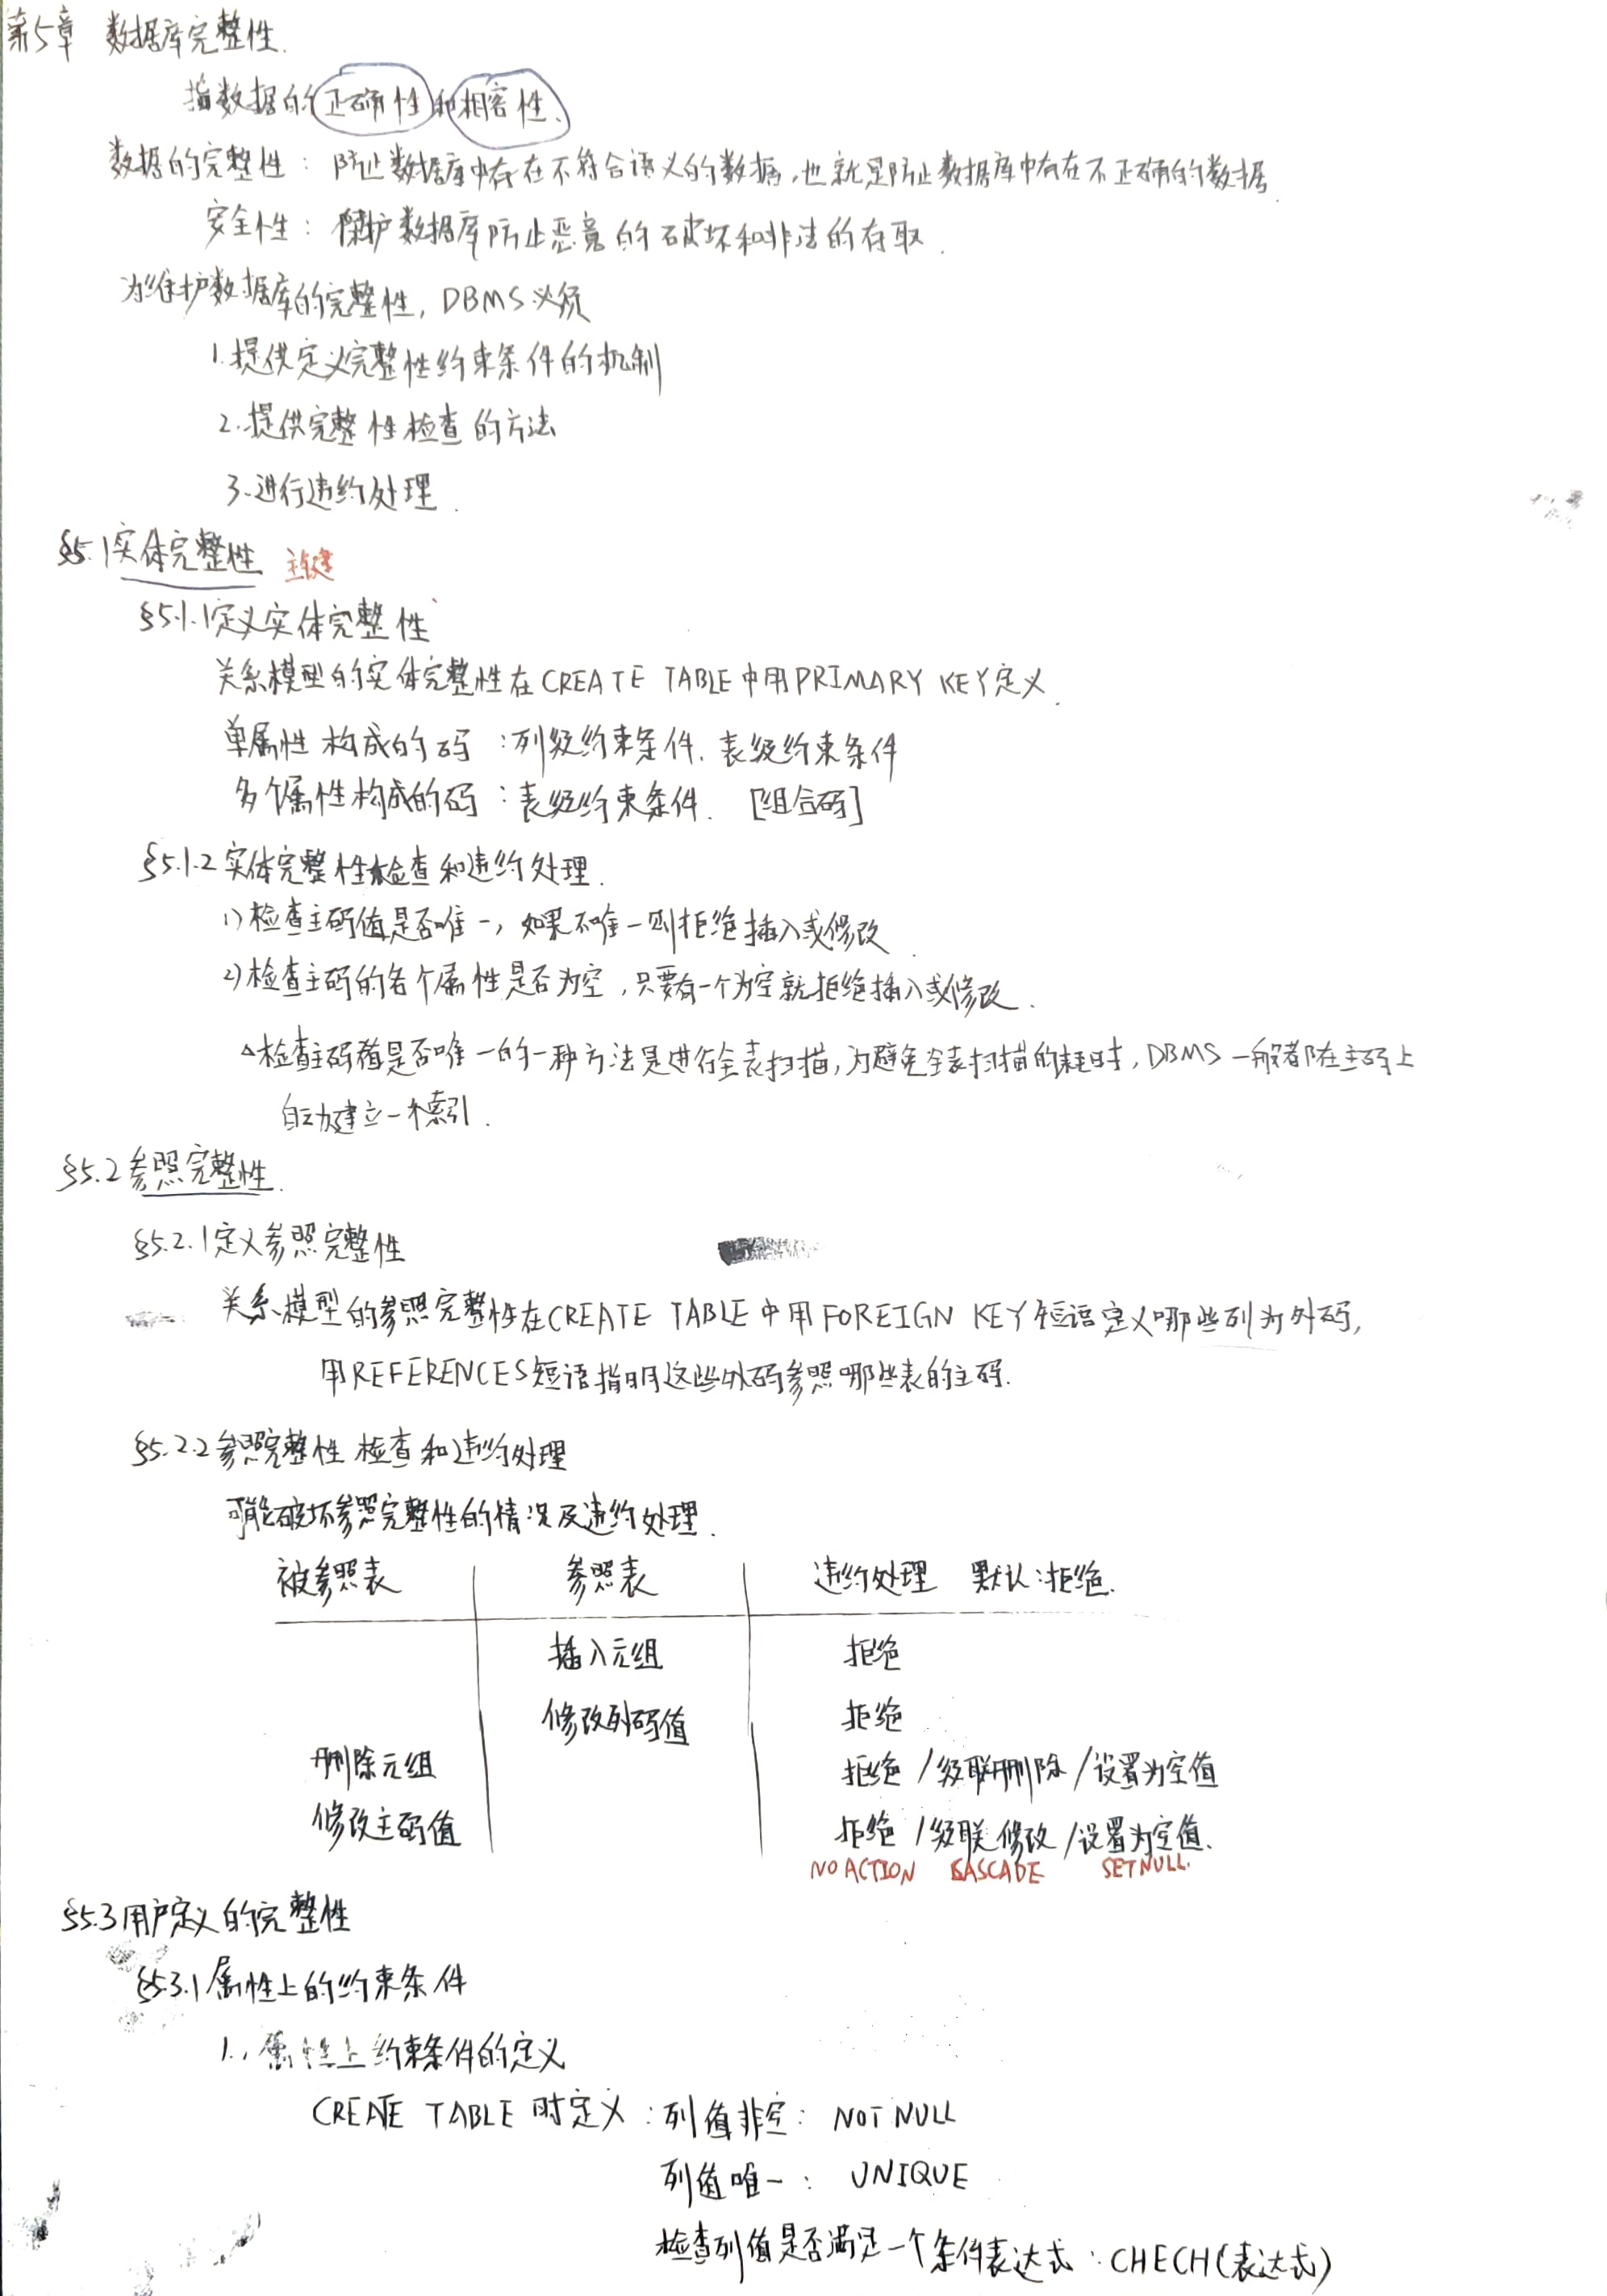 第5章 数据库完整性.
指数据的正确性和相容性.
数据的完整性：防止数据库中存在不符合语义的数据,也就是防止数据库中存在不正确的数据.
安全性：保护数据库防止恶意的破坏和非法的存取.
为维护数据库的完整性, DBMS必须
1.提供定义完整性约束条件的机制
2.提供完整性检查的方法
3.进行违约处理.
§5.1实体完整性 主键
§5.1.1定义实体完整性
关系模型的实体完整性在CREATE TABLE中用PRIMARY KEY定义.
单属性构成的码：列级约束条件、表级约束条件
多个属性构成的码：表级约束条件. [组合码]
§5.1.2实体完整性检查和违约处理.
1)检查主码值是否唯一, 如果不唯一则拒绝插入或修改.
2)检查主码的各个属性是否为空,只要有一个为空就拒绝插入或修改.
△检查主码值是否唯一的一种方法是进行全表扫描,为避免全表扫描的耗时,DBMS一般都在主码上
自动建立一个索引.
§5.2参照完整性.
§5.2.1定义参照完整性
关系模型的参照完整性在CREATE TABLE中用FOREIGN KEY短语定义哪些列为外码,
用REFERENCES短语指明这些外码参照哪些表的主码.
§5.2.2参照完整性检查和违约处理
可能破坏参照完整性的情况及违约处理.
被参照表 参照表 违约处理 默认:拒绝.
插入元组 拒绝
修改外码值 拒绝
删除元组 拒绝/级联删除/设置为空值
修改主码值 拒绝/级联修改/设置为空值.
NO ACTION CASCADE SET NULL.
§5.3用户定义的完整性
§5.3.1属性上的约束条件
1.、属性上约束条件的定义
CREATE TABLE时定义：列值非空：NOT NULL
列值唯一：UNIQUE
检查列值是否满足一个条件表达式：CHECH(表达式)